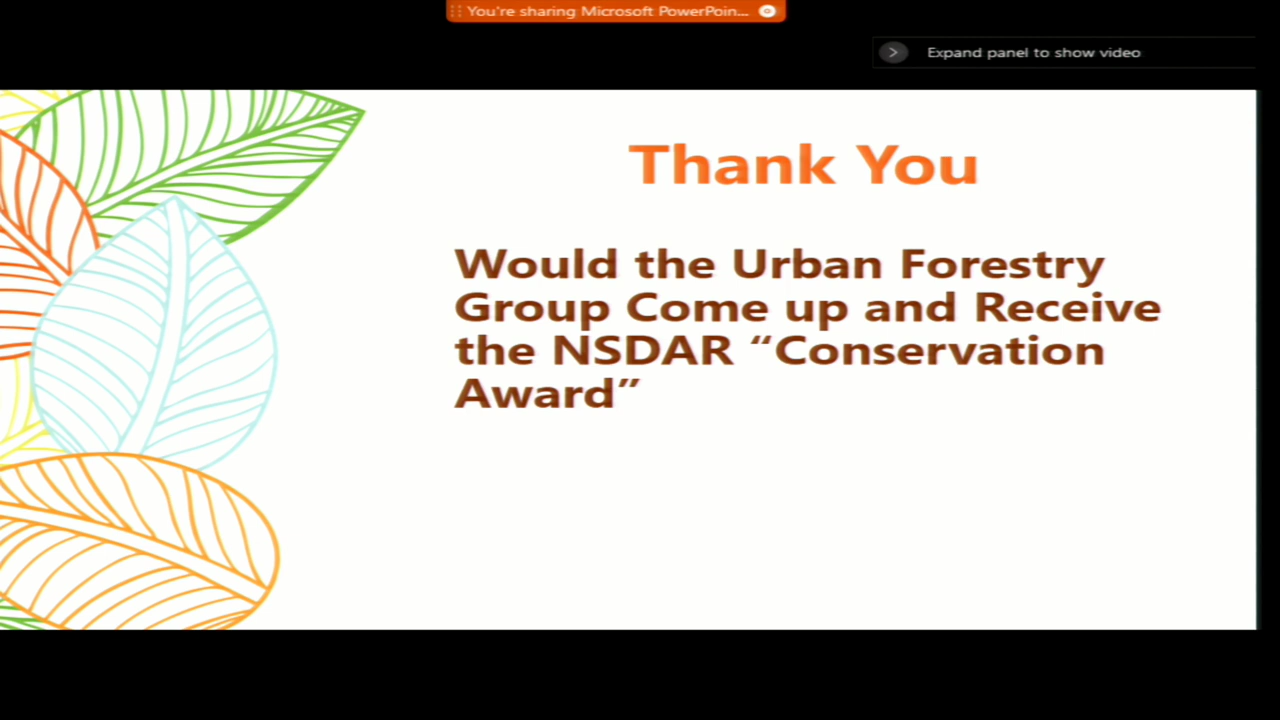 You're sharing Microsoft PowerPoin...
Expand panel to show video
Thank You
Would the Urban Forestry
Group Come up and Receive
the NSDAR “Conservation
Award”